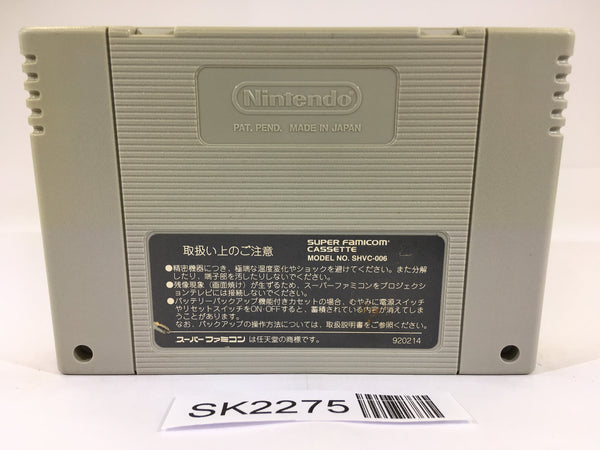 Nintendo
PAT. PEND. MADE IN JAPAN
取扱い上のご注意
SUPER FAMICOM
CASSETTE
MODEL NO. SHVC-006
●精密機器につき、極端な温度変化やショックを避けてください。また分解
したり、端子部を汚したりしないでください。
●残像現象(画面焼け)が生ずるため、スーパーファミコンをプロジェクシ
ョンテレビには接続しないでください。
●バッテリーバックアップ機能付きカセットの場合、むやみに電源スイッチ
やリセットスイッチをON・OFFすると、蓄積されている内容が消えてしま
うことがあります。
なお、バックアップの操作方法については、取扱説明書をご参照ください。
スーパーファミコンは任天堂の商標です。
920214
SK2275